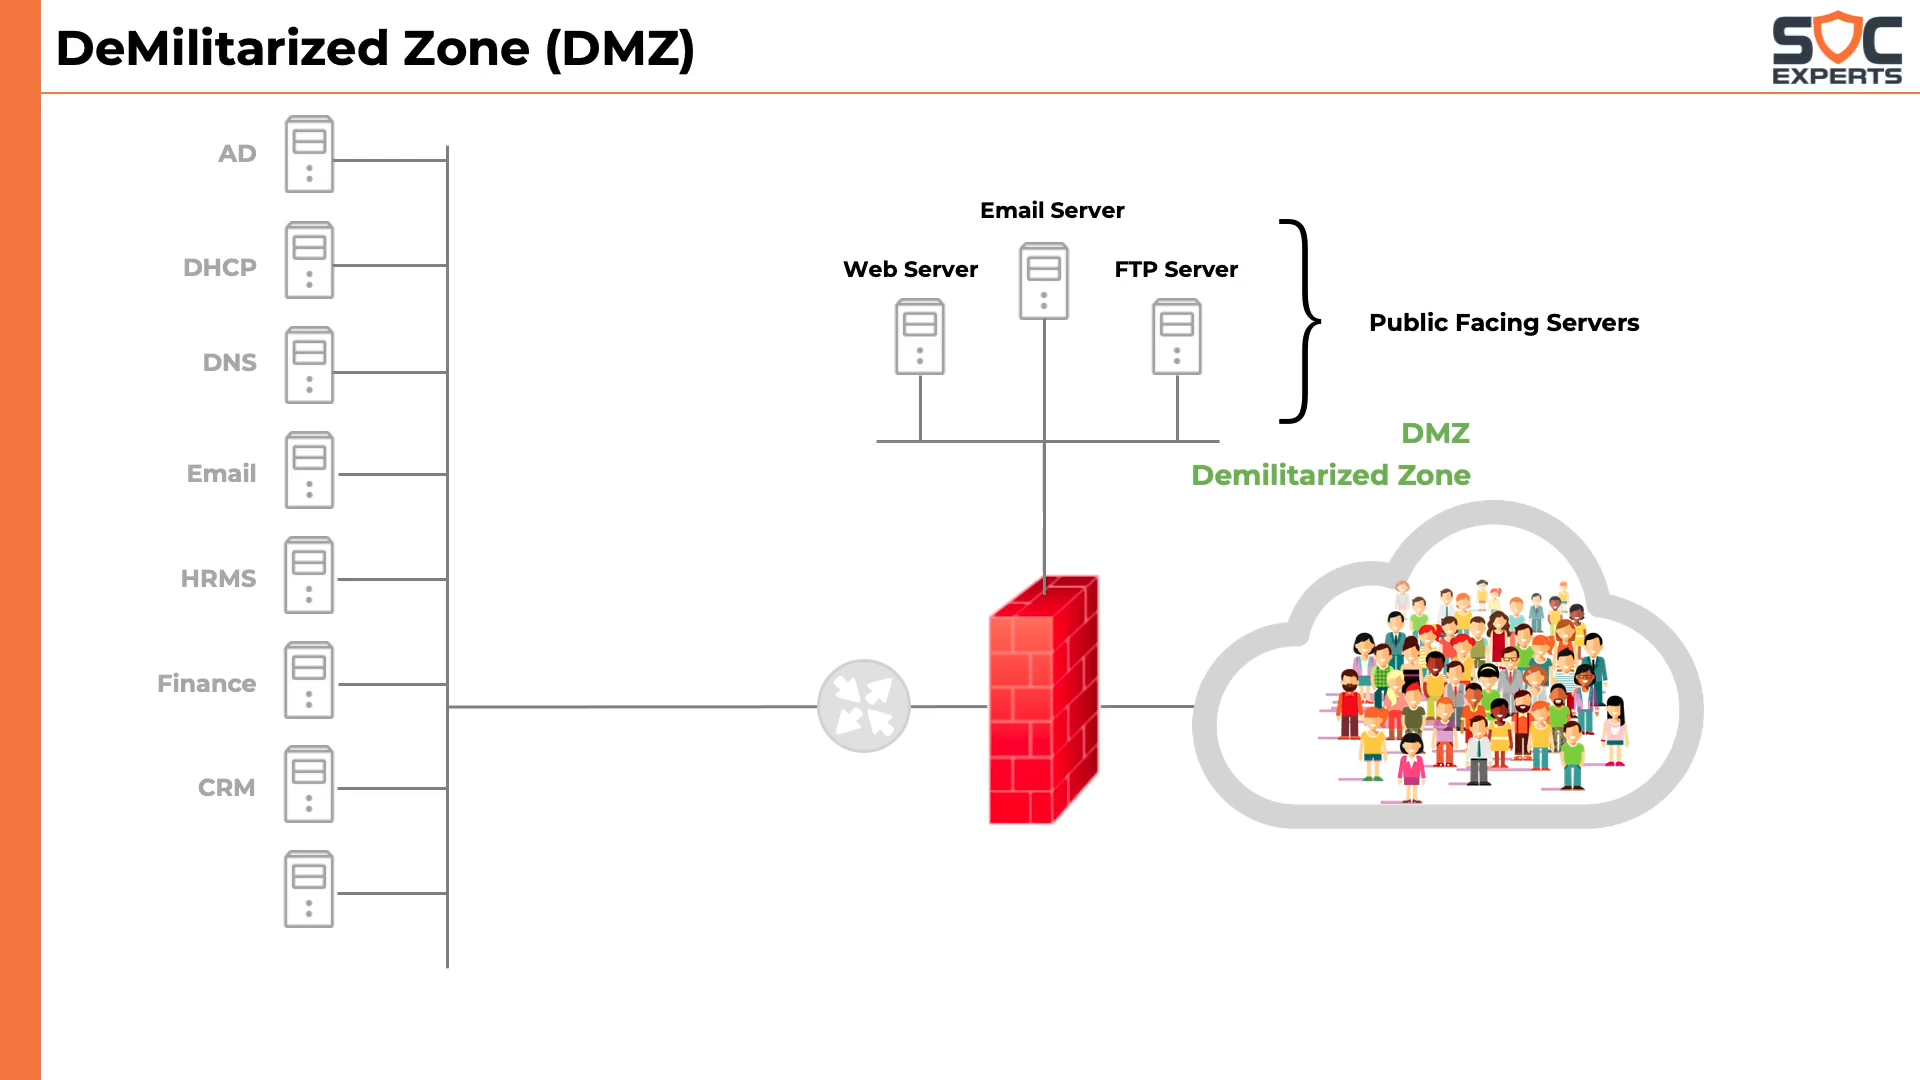 DeMilitarized Zone (DMZ)
SOC
EXPERTS
AD
DHCP
DNS
Email
HRMS
Finance
CRM
Email Server
Web Server
FTP Server
Public Facing Servers
DMZ
Demilitarized Zone